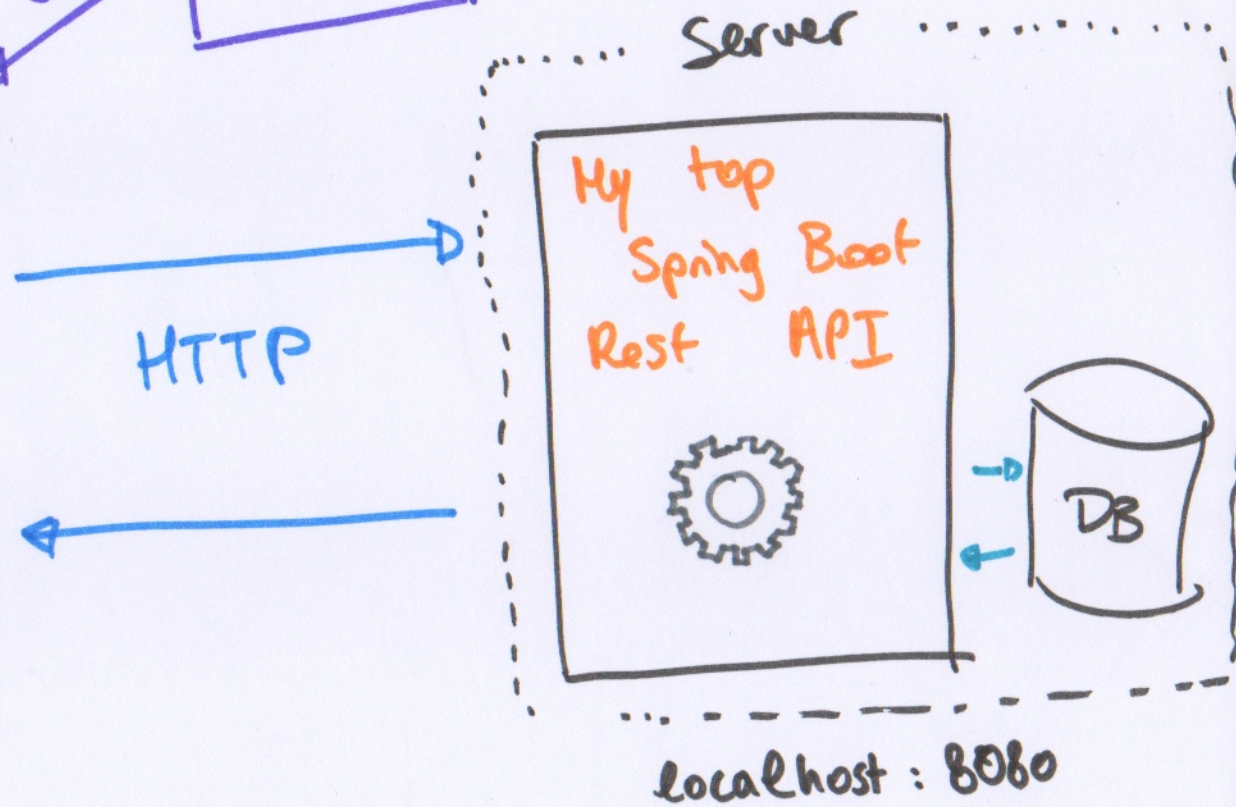 Server
My top
Spring Boot
Rest API
HTTP
DB
localhost : 8080